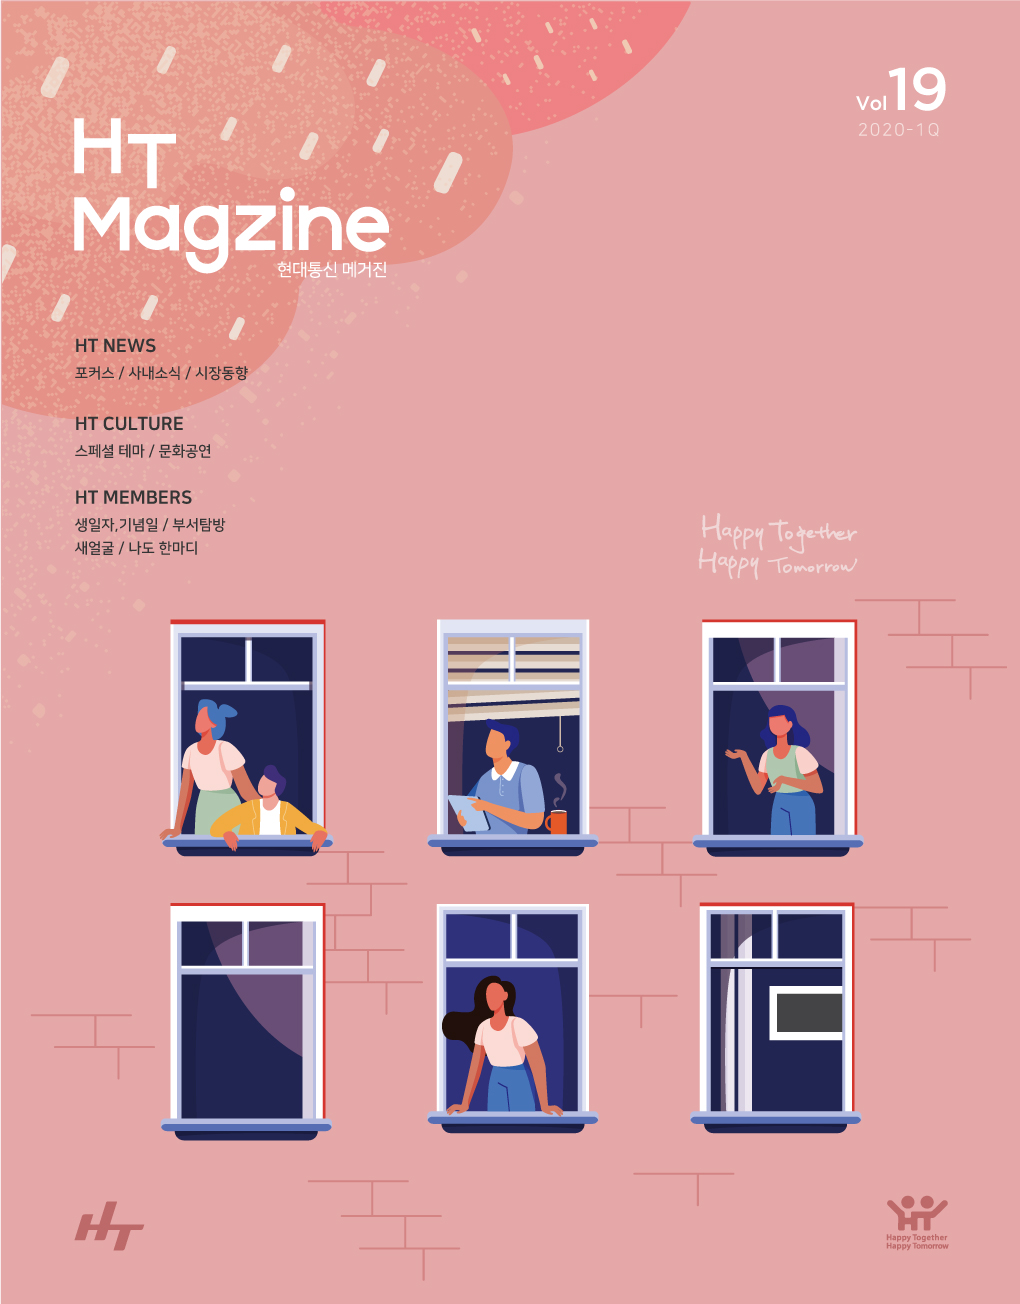 HT
Magzine
현대통신 메거진
Vol 19
2020-1Q
HT NEWS
포커스 / 사내소식 / 시장동향
HT CULTURE
스페셜 테마 / 문화공연
HT MEMBERS
생일자,기념일 / 부서탐방
새얼굴 / 나도 한마디
Happy Together
Happy Tomorrow
HT
HT
Happy Together
Happy Tomorrow